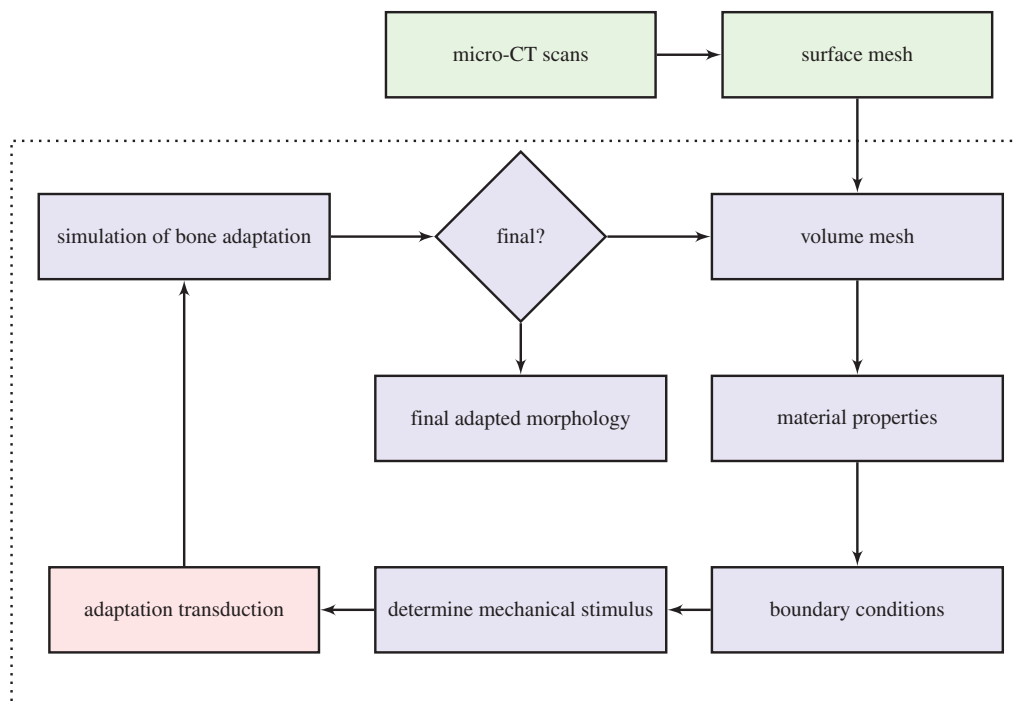 micro-CT scans
surface mesh
simulation of bone adaptation
final?
volume mesh
final adapted morphology
material properties
adaptation transduction
determine mechanical stimulus
boundary conditions